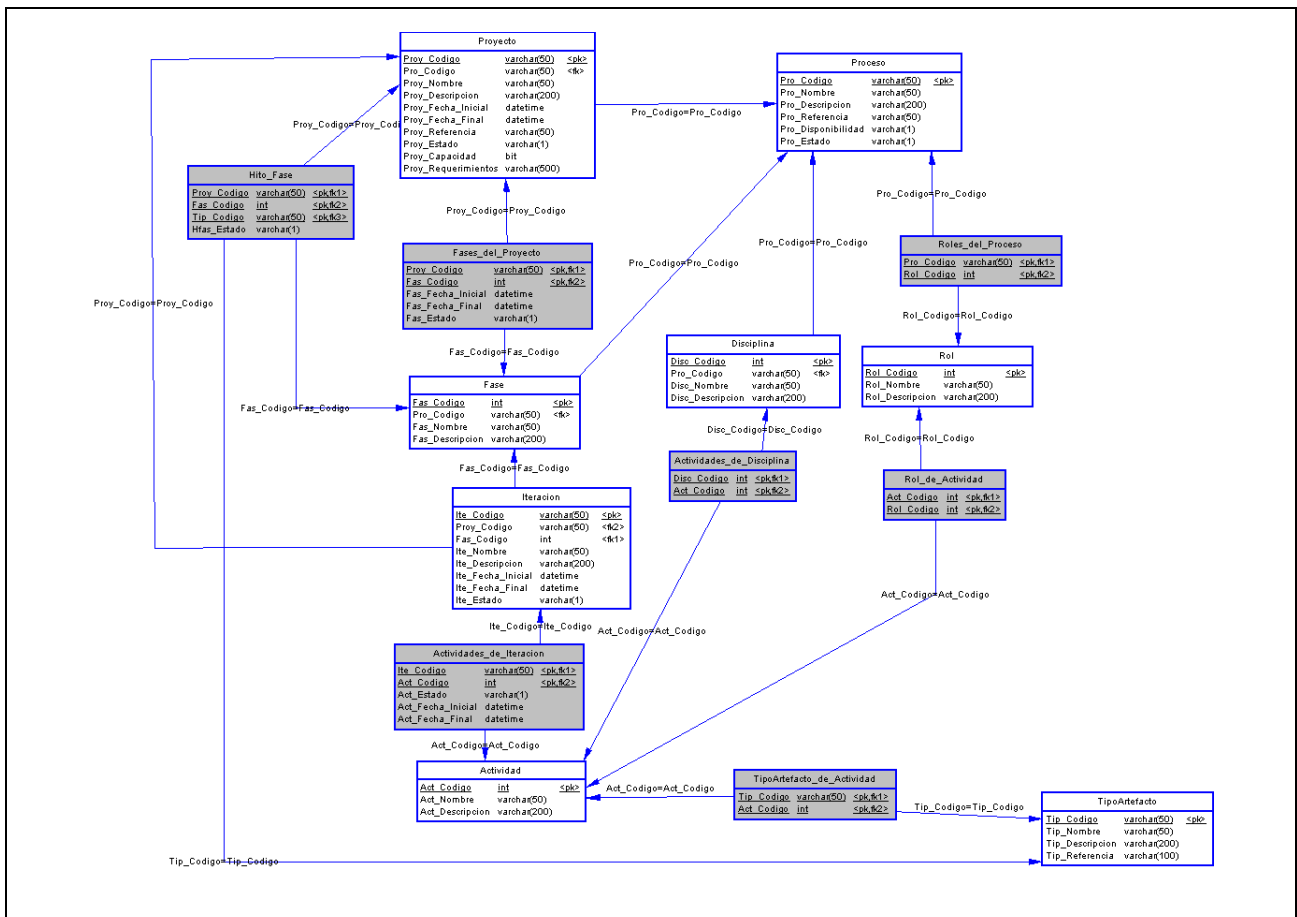 Proyecto
Proy_Codigo varchar(50) <pk>
Pro_Codigo varchar(50) <fk>
Proy_Nombre varchar(50)
Proy_Descripcion varchar(200)
Proy_Fecha_Inicial datetime
Proy_Fecha_Final datetime
Proy_Referencia varchar(50)
Proy_Estado varchar(1)
Proy_Capacidad bit
Proy_Requerimientos varchar(500)
Proceso
Pro_Codigo varchar(50) <pk>
Pro_Nombre varchar(50)
Pro_Descripcion varchar(200)
Pro_Referencia varchar(50)
Pro_Disponibilidad varchar(1)
Pro_Estado varchar(1)
Pro_Codigo=Pro_Codigo
Proy_Codigo=Proy_Codi
Hito_Fase
Proy_Codigo varchar(50) <pk,fk1>
Fas_Codigo int <pk,fk2>
Tip_Codigo varchar(50) <pk,fk3>
Hfas_Estado varchar(1)
Pro_Codigo=Pro_Codigo
Proy_Codigo=Proy_Codigo
Fases_del_Proyecto
Proy_Codigo varchar(50) <pk,fk1>
Fas_Codigo int <pk,fk2>
Fas_Fecha_Inicial datetime
Fas_Fecha_Final datetime
Fas_Estado varchar(1)
Pro_Codigo=Pro_Codigo
Pro_Codigo=Pro_Codigo
Roles_del_Proceso
Pro_Codigo varchar(50) <pk,fk1>
Rol_Codigo int <pk,fk2>
Proy_Codigo=Proy_Codigo
Rol_Codigo=Rol_Codigo
Fas_Codigo=Fas_Codigo
Disciplina
Disc_Codigo int <pk>
Pro_Codigo varchar(50) <fk>
Disc_Nombre varchar(50)
Disc_Descripcion varchar(200)
Rol
Rol_Codigo int <pk>
Rol_Nombre varchar(50)
Rol_Descripcion varchar(200)
Fase
Fas_Codigo int <pk>
Pro_Codigo varchar(50) <fk>
Fas_Nombre varchar(50)
Fas_Descripcion varchar(200)
Fas_Codigo=Fas_Codigo
Disc_Codigo=Disc_Codigo
Rol_Codigo=Rol_Codigo
Fas_Codigo=Fas_Codigo
Actividades_de_Disciplina
Disc_Codigo int <pk,fk1>
Act_Codigo int <pk,fk2>
Rol_de_Actividad
Act_Codigo int <pk,fk1>
Rol_Codigo int <pk,fk2>
Iteracion
Ite_Codigo varchar(50) <pk>
Proy_Codigo varchar(50) <fk2>
Fas_Codigo int <fk1>
Ite_Nombre varchar(50)
Ite_Descripcion varchar(200)
Ite_Fecha_Inicial datetime
Ite_Fecha_Final datetime
Ite_Estado varchar(1)
Act_Codigo=Act_Codigo
Ite_Codigo=Ite_Codigo
Act_Codigo=Act_Codigo
Actividades_de_Iteracion
Ite_Codigo varchar(50) <pk,fk1>
Act_Codigo int <pk,fk2>
Act_Estado varchar(1)
Act_Fecha_Inicial datetime
Act_Fecha_Final datetime
Act_Codigo=Act_Codigo
Actividad
Act_Codigo int <pk>
Act_Nombre varchar(50)
Act_Descripcion varchar(200)
Act_Codigo=Act_Codigo
TipoArtefacto_de_Actividad
Tip_Codigo varchar(50) <pk,fk1>
Act_Codigo int <pk,fk2>
Tip_Codigo=Tip_Codigo
TipoArtefacto
Tip_Codigo varchar(50) <pk>
Tip_Nombre varchar(50)
Tip_Descripcion varchar(200)
Tip_Referencia varchar(100)
Tip_Codigo=Tip_Codigo